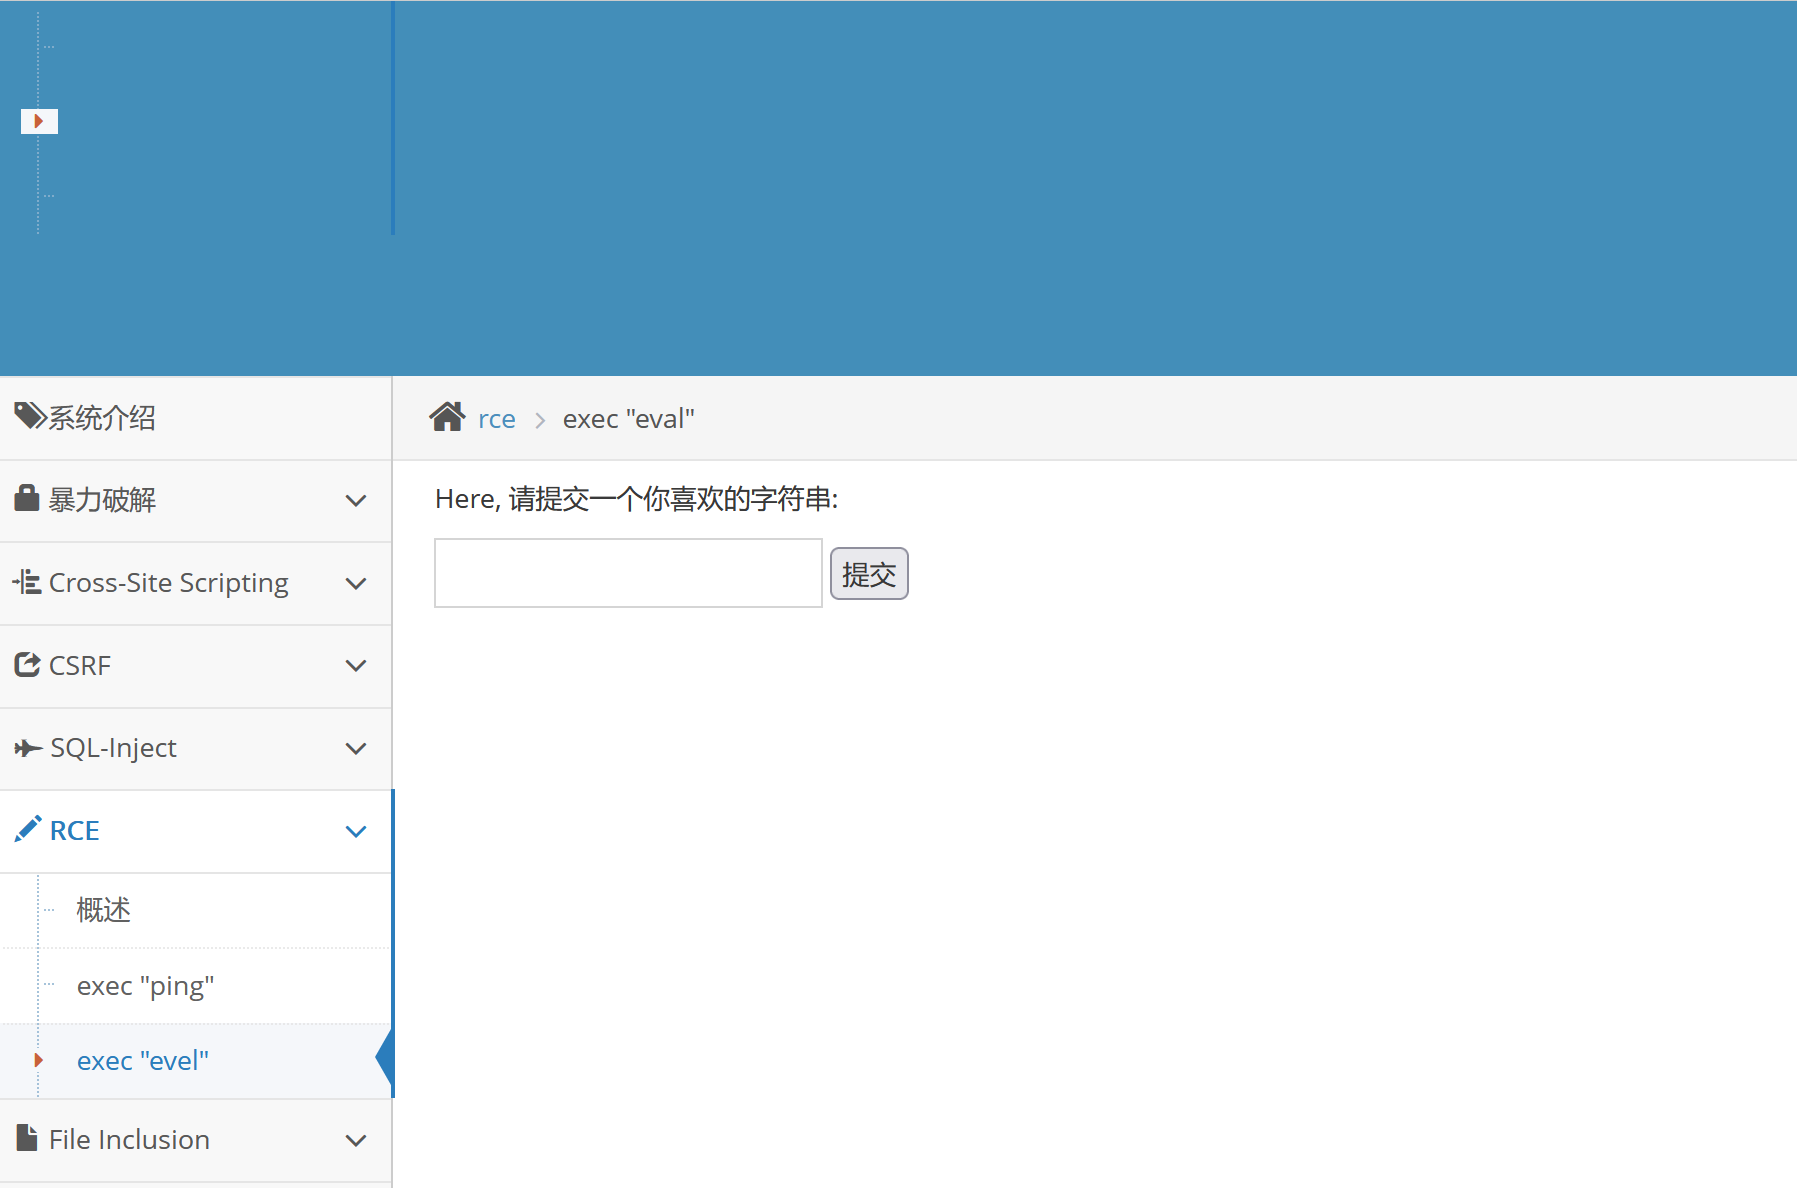 系统介绍
暴力破解
Cross-Site Scripting
CSRF
SQL-Inject
RCE
概述
exec "ping"
exec "evel"
File Inclusion
rce > exec "eval"
Here, 请提交一个你喜欢的字符串:
提交